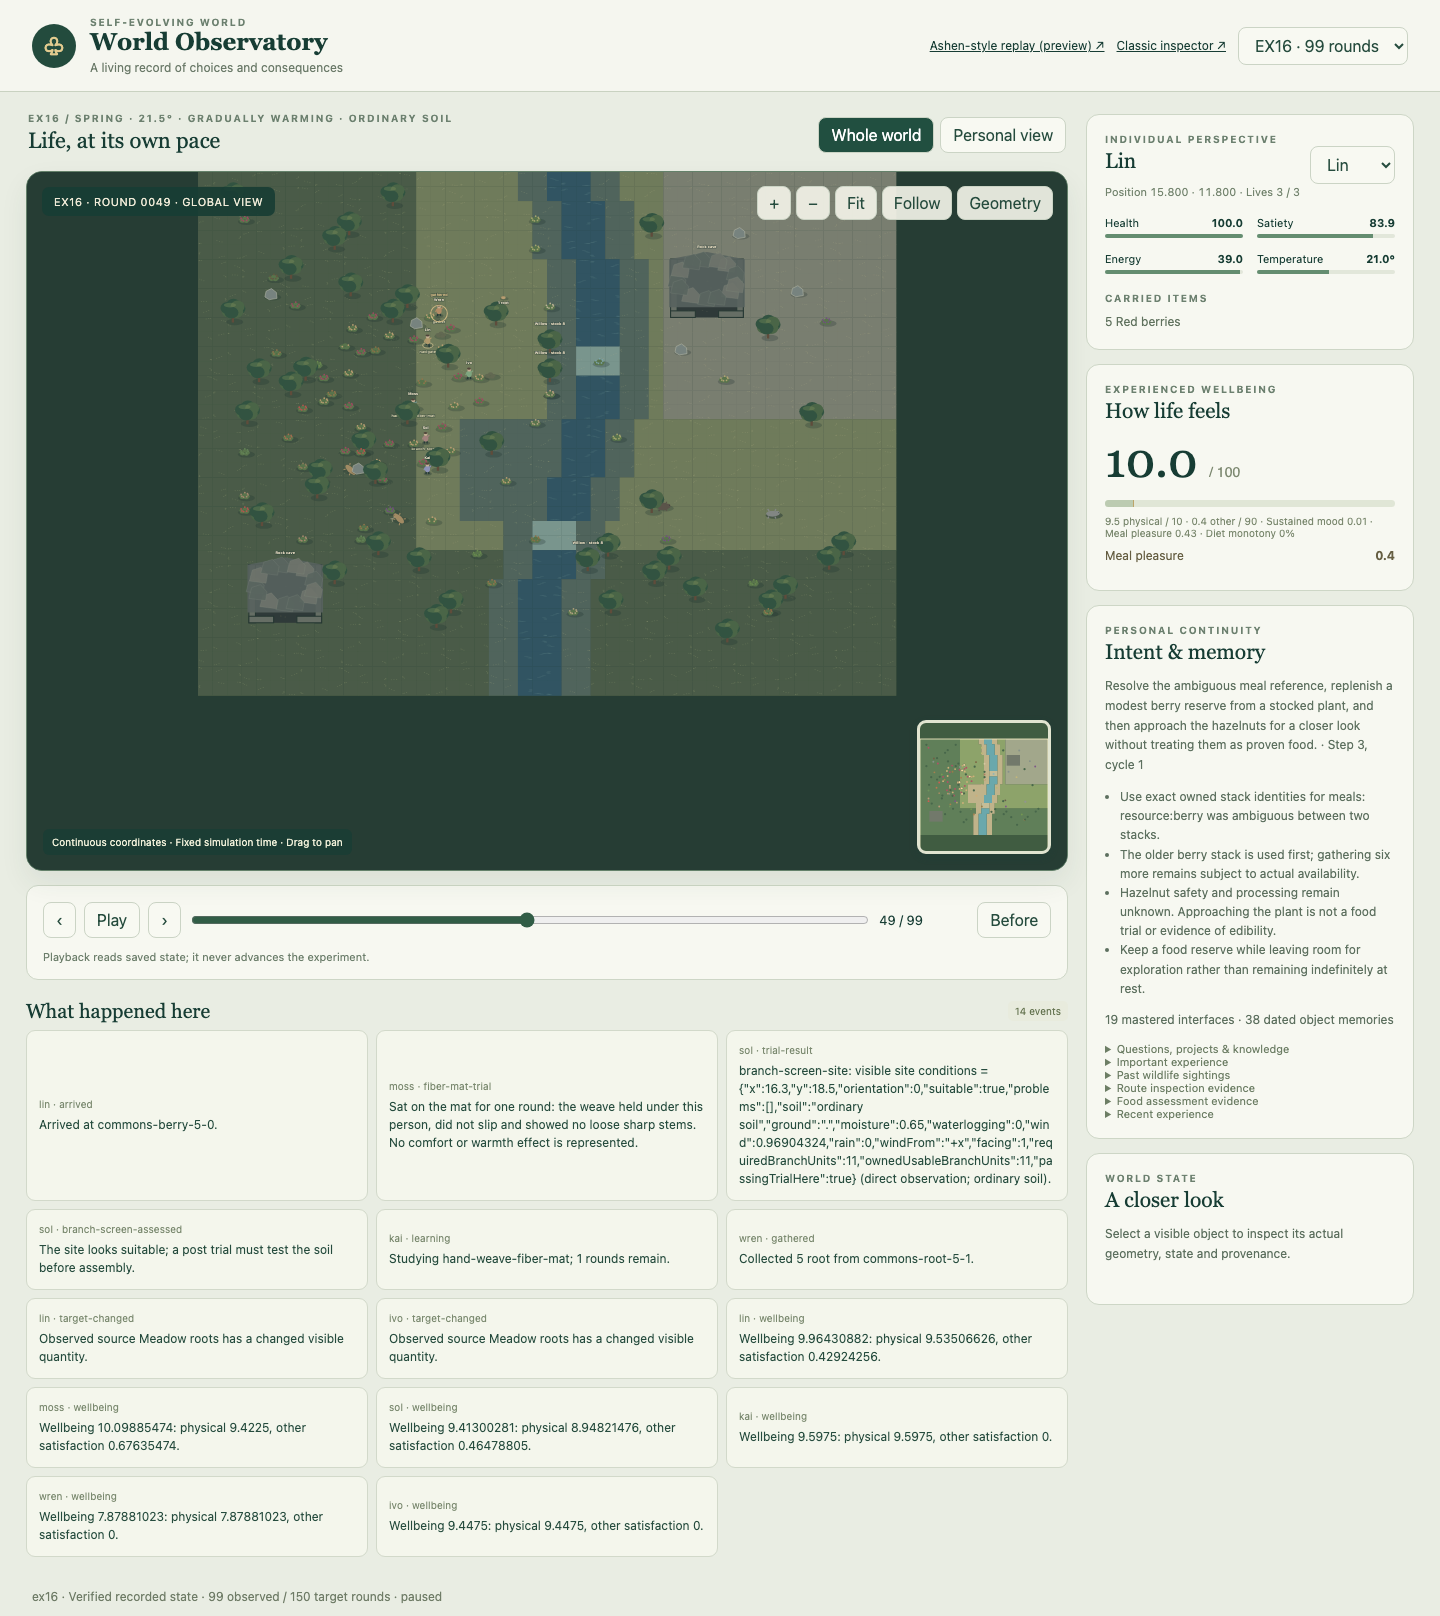 SELF-EVOLVING WORLD
World Observatory
A living record of choices and consequences
Ashen-style replay (preview) ↗
Classic inspector ↗
EX16 · 99 rounds
EX16 / SPRING · 21.5° · GRADUALLY WARMING · ORDINARY SOIL
Life, at its own pace
Whole world
Personal view
EX16 · ROUND 0049 · GLOBAL VIEW
+
−
Fit
Follow
Geometry
Rock cave
Willow · stock 8
Rock cave
Continuous coordinates · Fixed simulation time · Drag to pan
‹
Play
›
49 / 99
Before
Playback reads saved state; it never advances the experiment.
What happened here
14 events
lin · arrived
Arrived at commons-berry-5-0.
moss · fiber-mat-trial
Sat on the mat for one round: the weave held under this
person, did not slip and showed no loose sharp stems.
No comfort or warmth effect is represented.
sol · trial-result
branch-screen-site: visible site conditions =
{"x":16.3,"y":18.5,"orientation":0,"suitable":true,"proble
ms":[],"soil":"ordinary
soil","ground":".","moisture":0.65,"waterlogging":0,"win
d":0.96904324,"rain":0,"windFrom":"+x","facing":1,"req
uiredBranchUnits":11,"ownedUsableBranchUnits":11,"pa
ssingTrialHere":true} (direct observation; ordinary soil).
sol · branch-screen-assessed
The site looks suitable; a post trial must test the soil
before assembly.
kai · learning
Studying hand-weave-fiber-mat; 1 rounds remain.
wren · gathered
Collected 5 root from commons-root-5-1.
lin · target-changed
Observed source Meadow roots has a changed visible
quantity.
ivo · target-changed
Observed source Meadow roots has a changed visible
quantity.
lin · wellbeing
Wellbeing 9.96430882: physical 9.53506626, other
satisfaction 0.42924256.
moss · wellbeing
Wellbeing 10.09885474: physical 9.4225, other
satisfaction 0.67635474.
sol · wellbeing
Wellbeing 9.41300281: physical 8.94821476, other
satisfaction 0.46478805.
kai · wellbeing
Wellbeing 9.5975: physical 9.5975, other satisfaction 0.
wren · wellbeing
Wellbeing 7.87881023: physical 7.87881023, other
satisfaction 0.
ivo · wellbeing
Wellbeing 9.4475: physical 9.4475, other satisfaction 0.
INDIVIDUAL PERSPECTIVE
Lin
Lin
Position 15.800 · 11.800 · Lives 3 / 3
Health 100.0
Satiety 83.9
Energy 39.0
Temperature 21.0°
CARRIED ITEMS
5 Red berries
EXPERIENCED WELLBEING
How life feels
10.0 / 100
9.5 physical / 10 · 0.4 other / 90 · Sustained mood 0.01 ·
Meal pleasure 0.43 · Diet monotony 0%
Meal pleasure 0.4
PERSONAL CONTINUITY
Intent & memory
Resolve the ambiguous meal reference, replenish a
modest berry reserve from a stocked plant, and
then approach the hazelnuts for a closer look
without treating them as proven food. · Step 3,
cycle 1
• Use exact owned stack identities for meals:
resource:berry was ambiguous between two
stacks.
• The older berry stack is used first; gathering six
more remains subject to actual availability.
• Hazelnut safety and processing remain
unknown. Approaching the plant is not a food
trial or evidence of edibility.
• Keep a food reserve while leaving room for
exploration rather than remaining indefinitely at
rest.
19 mastered interfaces · 38 dated object memories
▶ Questions, projects & knowledge
▶ Important experience
▶ Past wildlife sightings
▶ Route inspection evidence
▶ Food assessment evidence
▶ Recent experience
WORLD STATE
A closer look
Select a visible object to inspect its actual
geometry, state and provenance.
ex16 · Verified recorded state · 99 observed / 150 target rounds · paused